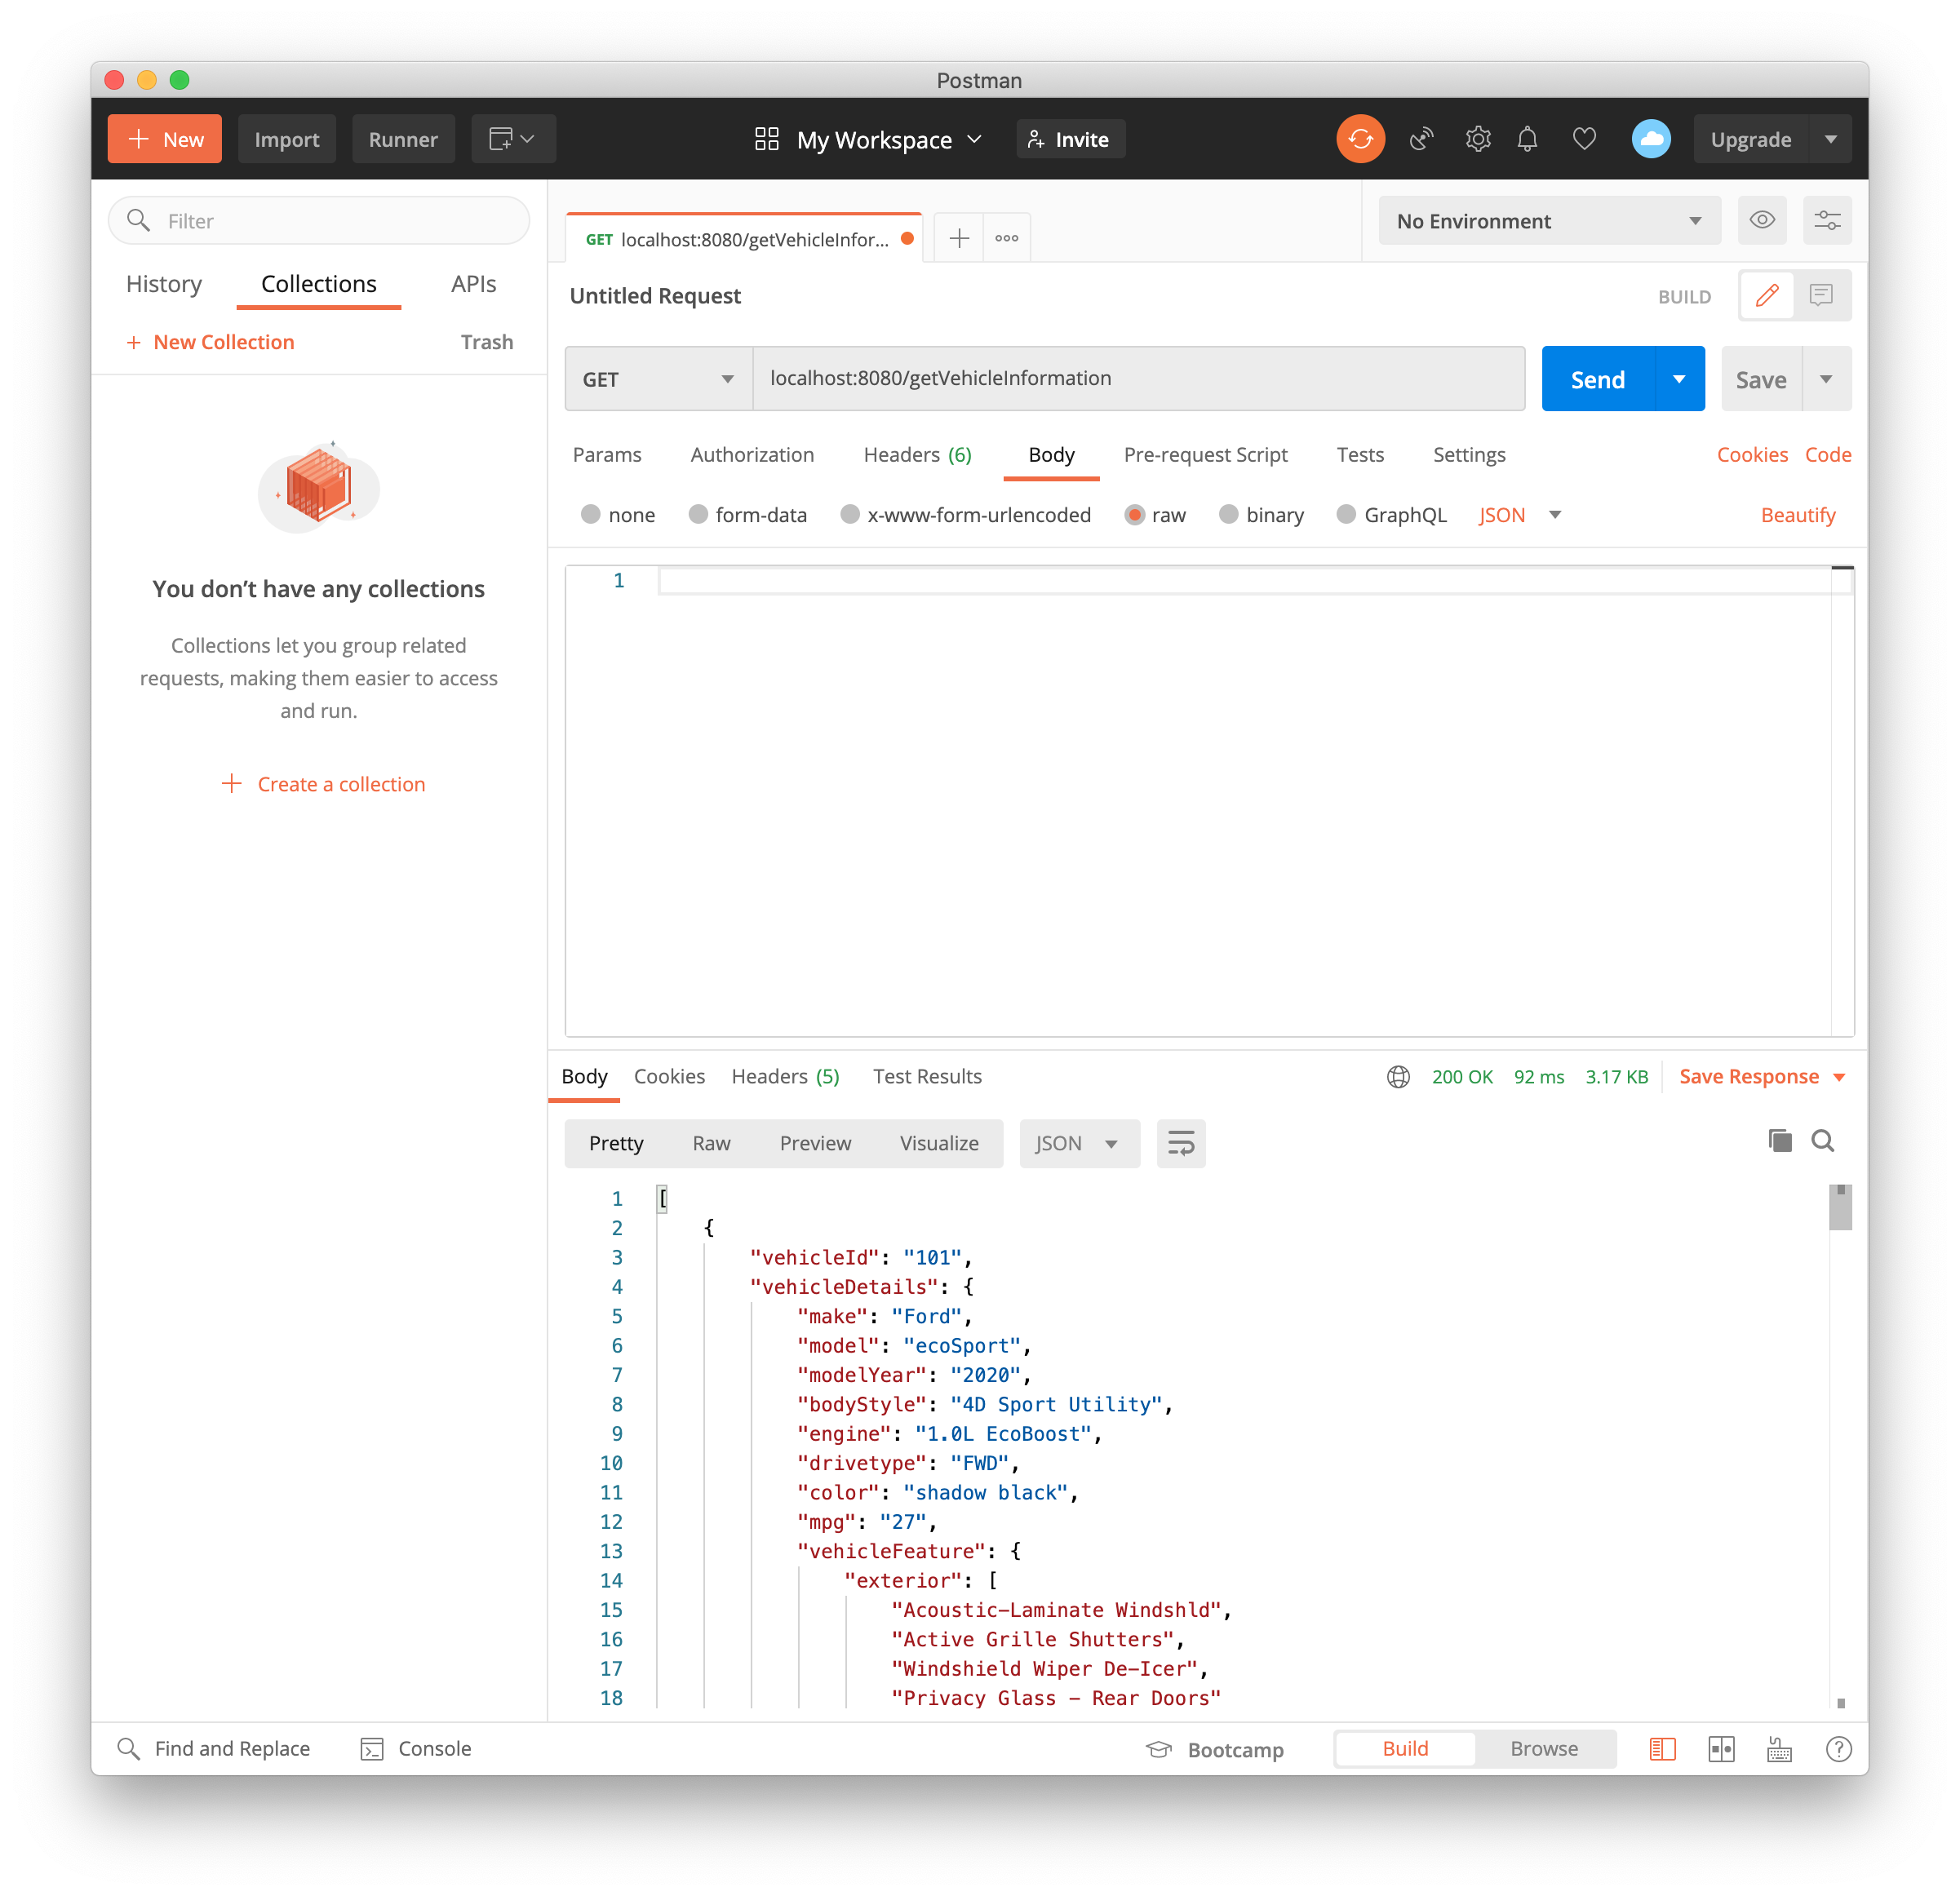 Postman
New Import Runner My Workspace Invite Upgrade
Filter
GET localhost:8080/getVehicleInfor...
No Environment
History Collections APIs
Untitled Request
BUILD
New Collection Trash
GET localhost:8080/getVehicleInformation Send Save
Params Authorization Headers (6) Body Pre-request Script Tests Settings Cookies Code
none form-data x-www-form-urlencoded raw binary GraphQL JSON Beautify
1
You don’t have any collections
Collections let you group related
requests, making them easier to access
and run.
Create a collection
Body Cookies Headers (5) Test Results 200 OK 92 ms 3.17 KB Save Response
Pretty Raw Preview Visualize JSON
1 [
2 {
3 "vehicleId": "101",
4 "vehicleDetails": {
5 "make": "Ford",
6 "model": "ecoSport",
7 "modelYear": "2020",
8 "bodyStyle": "4D Sport Utility",
9 "engine": "1.0L EcoBoost",
10 "drivetype": "FWD",
11 "color": "shadow black",
12 "mpg": "27",
13 "vehicleFeature": {
14 "exterior": [
15 "Acoustic-Laminate Windshld",
16 "Active Grille Shutters",
17 "Windshield Wiper De-Icer",
18 "Privacy Glass - Rear Doors"
Find and Replace Console Bootcamp Build Browse